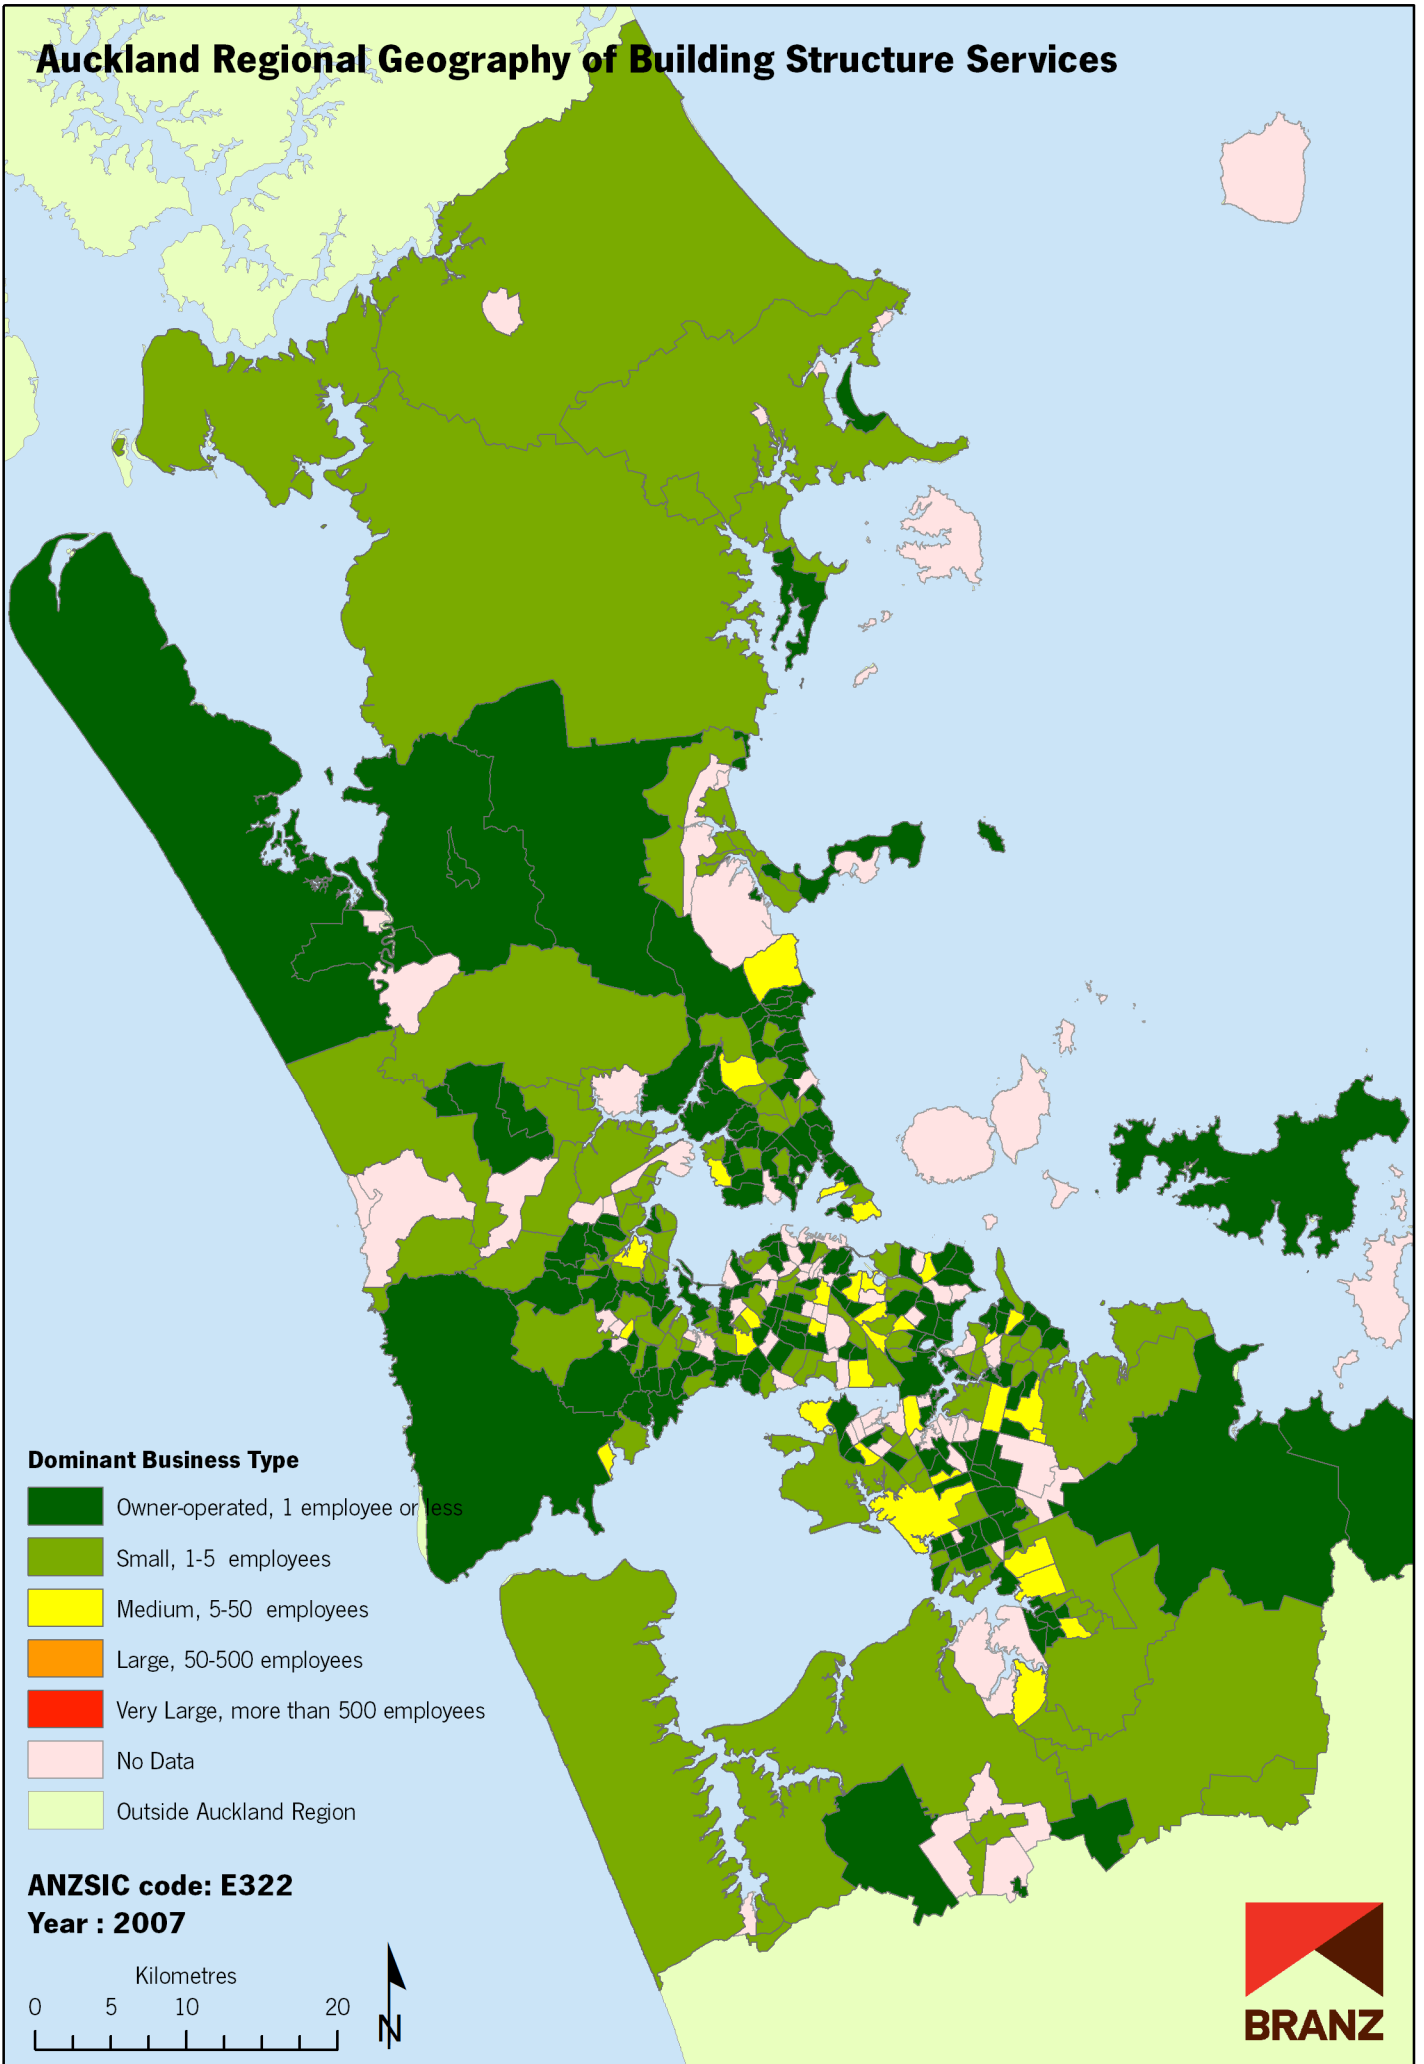 Auckland Regional Geography of Building Structure Services
Dominant Business Type
Owner-operated, 1 employee or less
Small, 1-5 employees
Medium, 5-50 employees
Large, 50-500 employees
Very Large, more than 500 employees
No Data
Outside Auckland Region
ANZSIC code: E322
Year : 2007
Kilometres
0 5 10 20
N
BRANZ